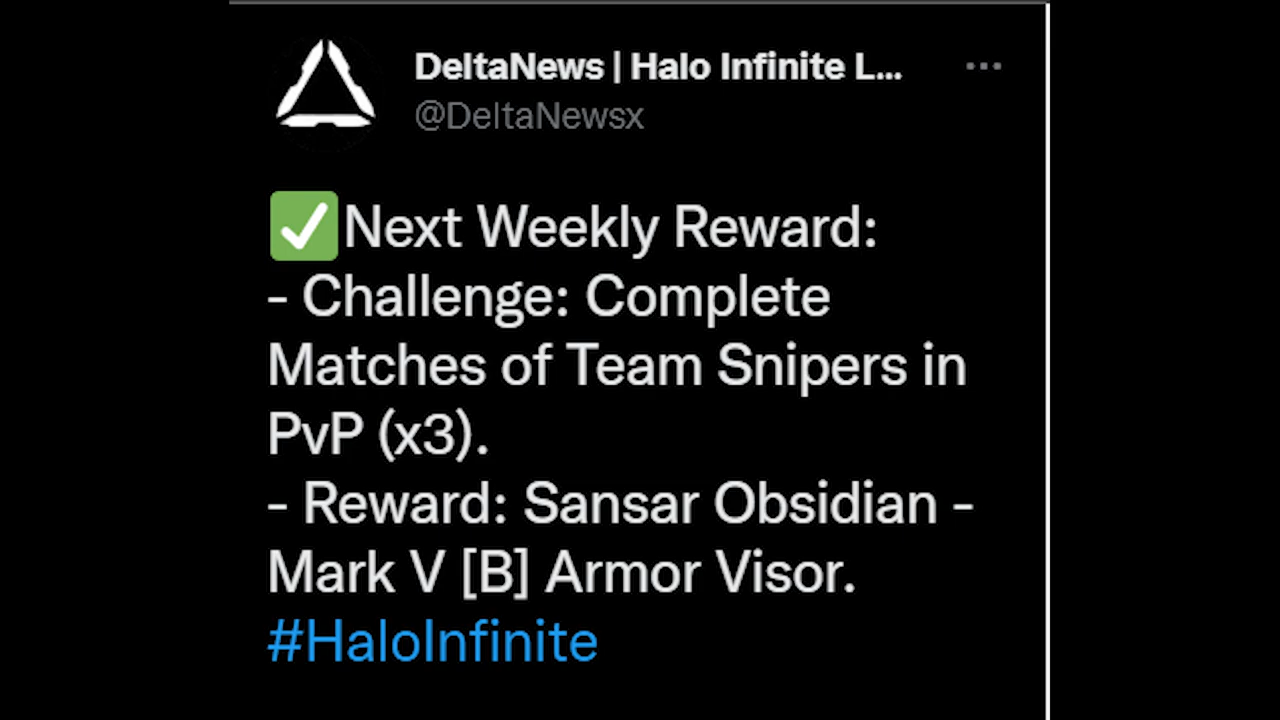 DeltaNews | Halo Infinite L...
@DeltaNewsx
✅Next Weekly Reward:
- Challenge: Complete
Matches of Team Snipers in
PvP (x3).
- Reward: Sansar Obsidian -
Mark V [B] Armor Visor.
#HaloInfinite